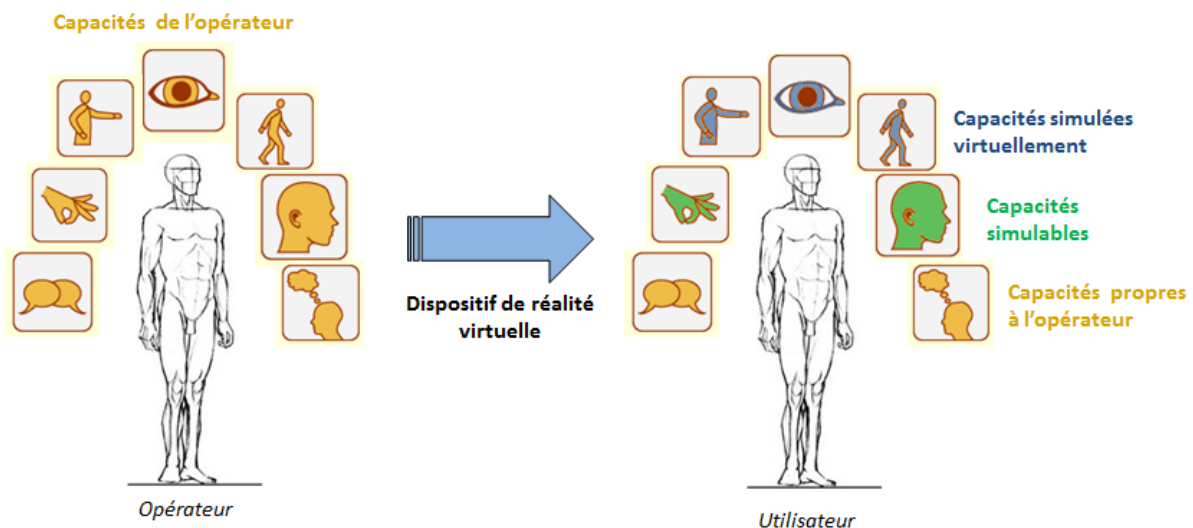 Capacités de l'opérateur
Capacités simulées
virtuellement
Capacités
simulables
Capacités propres
à l'opérateur
Dispositif de réalité
virtuelle
Opérateur
Utilisateur